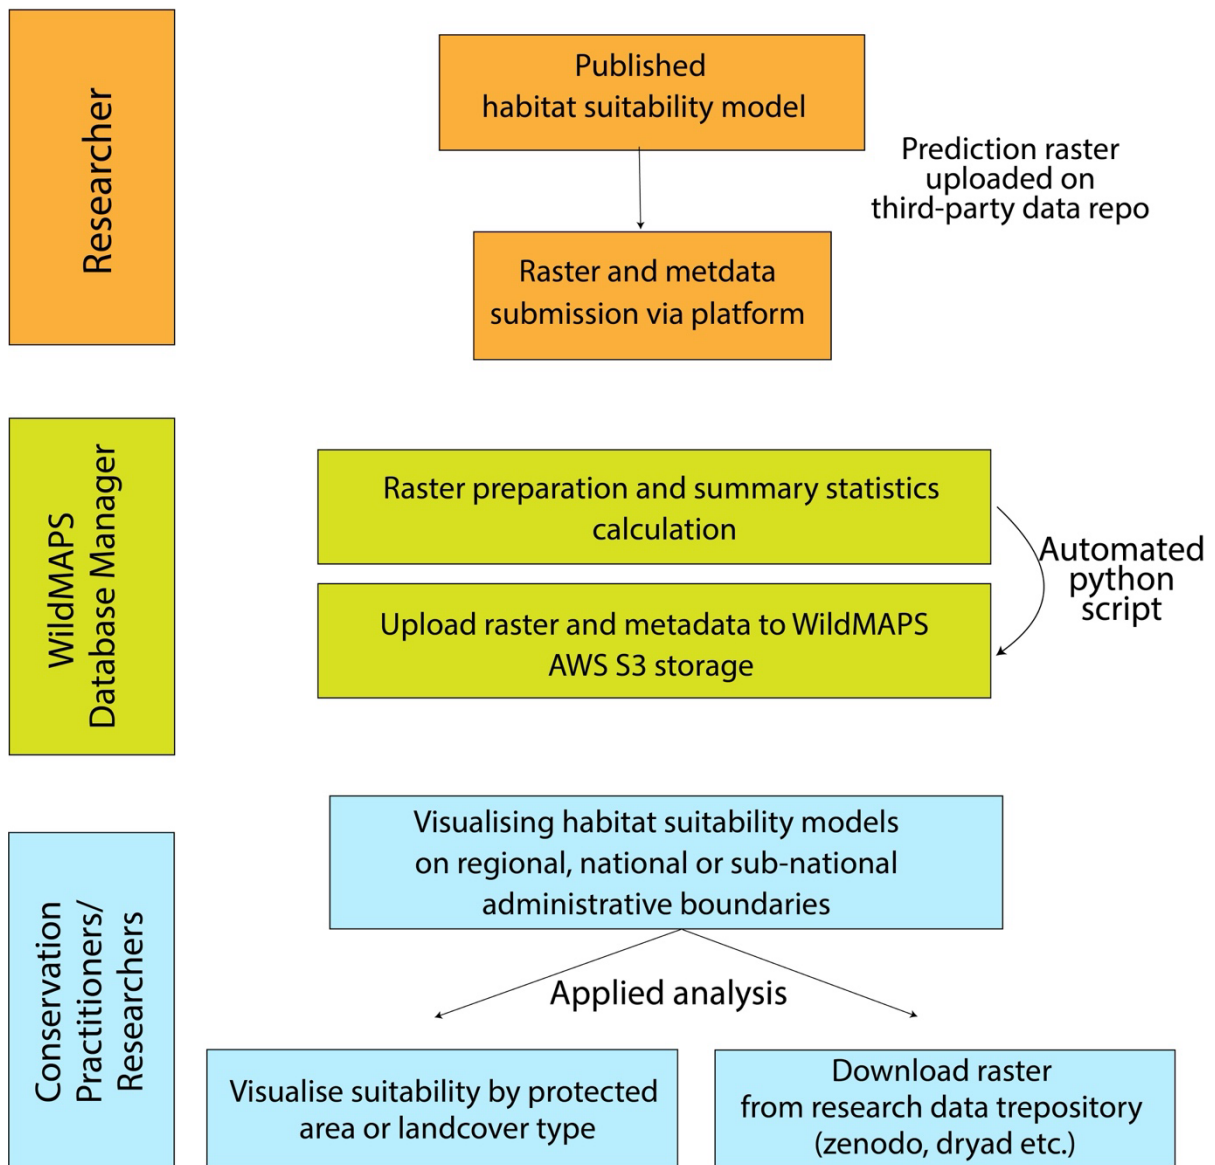 Researcher
Published
habitat suitability model
Prediction raster
uploaded on
third-party data repo
Raster and metdata
submission via platform
WildMAPS
Database Manager
Raster preparation and summary statistics
calculation
Automated
python
script
Upload raster and metadata to WildMAPS
AWS S3 storage
Conservation
Practitioners/
Researchers
Visualising habitat suitability models
on regional, national or sub-national
administrative boundaries
Applied analysis
Visualise suitability by protected
area or landcover type
Download raster
from research data trepository
(zenodo, dryad etc.)